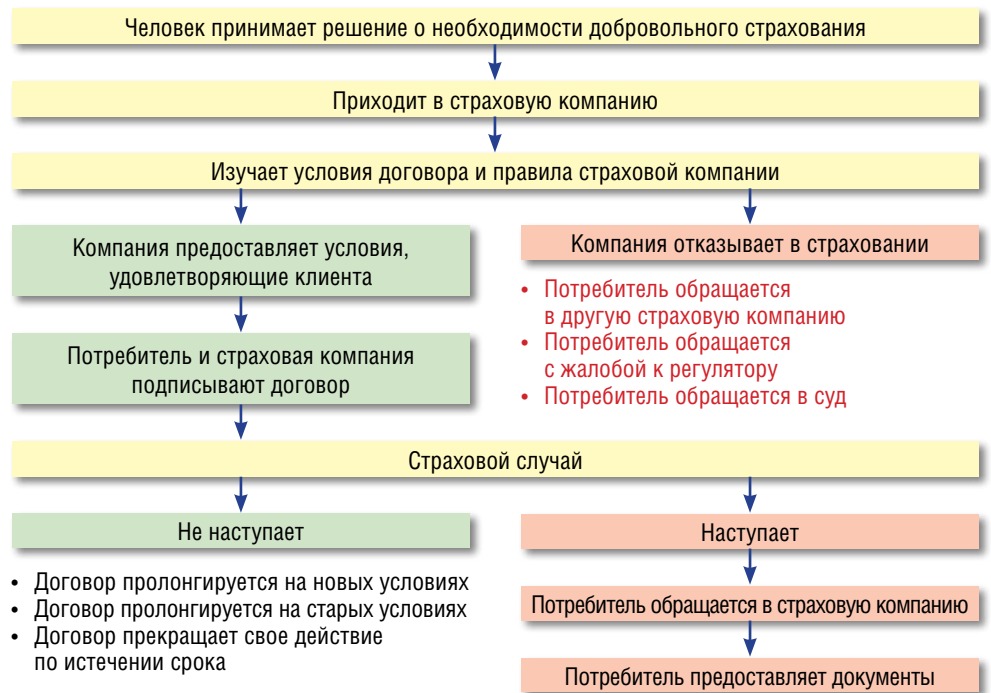 Человек принимает решение о необходимости добровольного страхования
Приходит в страховую компанию
Изучает условия договора и правила страховой компании
Компания предоставляет условия,
удовлетворяющие клиента
Потребитель и страховая компания
подписывают договор
Компания отказывает в страховании
• Потребитель обращается
в другую страховую компанию
• Потребитель обращается
с жалобой к регулятору
• Потребитель обращается в суд
Страховой случай
Не наступает
• Договор пролонгируется на новых условиях
• Договор пролонгируется на старых условиях
• Договор прекращает свое действие
по истечении срока
Наступает
Потребитель обращается в страховую компанию
Потребитель предоставляет документы